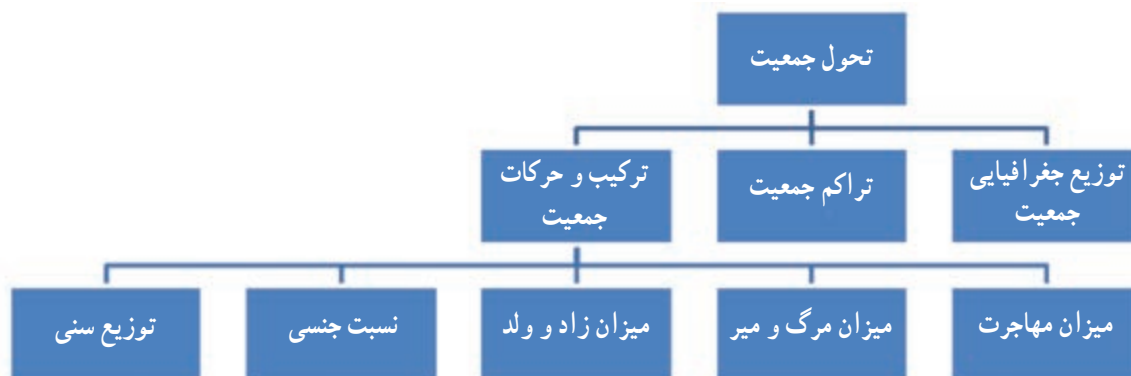 تحول جمعیت
توزیع جغرافیایی
جمعیت
تراکم جمعیت
ترکیب و حرکات
جمعیت
میزان مهاجرت
میزان مرگ و میر
میزان زاد و ولد
نسبت جنسی
توزیع سنی